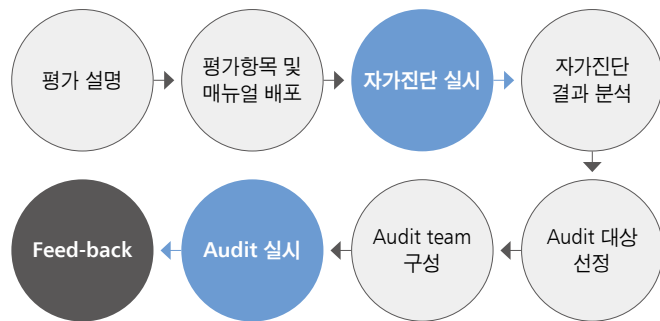 평가 설명
평가항목 및
매뉴얼 배포
자가진단 실시
자가진단
결과 분석
Audit 대상
선정
Audit team
구성
Audit 실시
Feed-back